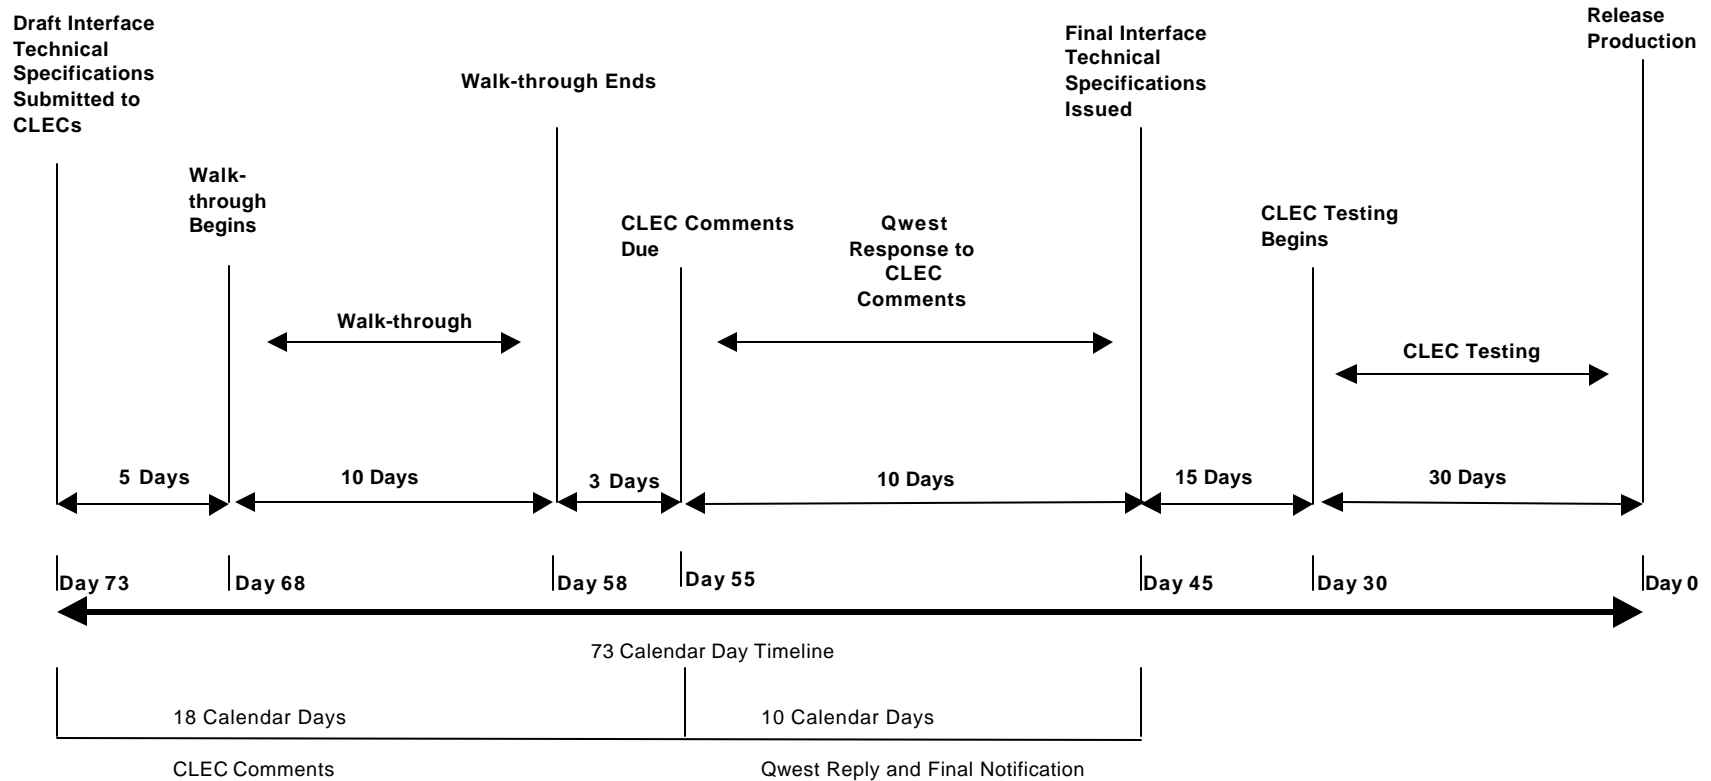 Draft Interface
Technical
Specifications
Submitted to
CLECs
Walk-
through
Begins
Walk-through Ends
CLEC Comments
Due
Qwest
Response to
CLEC
Comments
Final Interface
Technical
Specifications
Issued
CLEC Testing
Begins
Release
Production
Walk-through
CLEC Testing
5 Days
10 Days
3 Days
10 Days
15 Days
30 Days
Day 73
Day 68
Day 58
Day 55
Day 45
Day 30
Day 0
73 Calendar Day Timeline
18 Calendar Days
10 Calendar Days
CLEC Comments
Qwest Reply and Final Notification